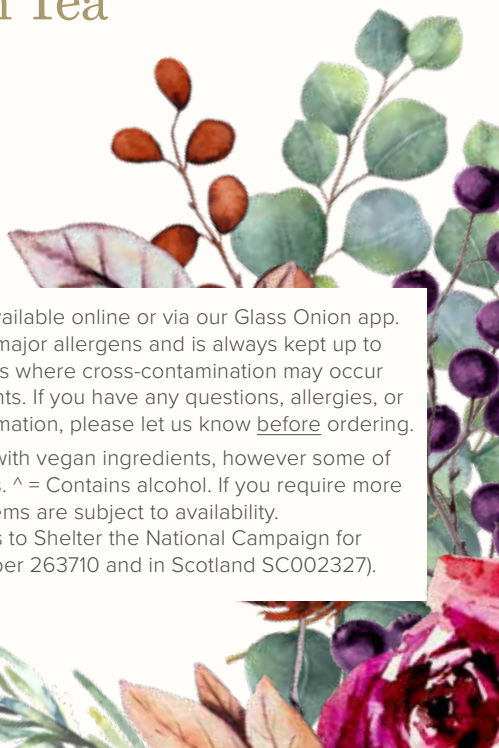 Tea
vailable online or via our Glass Onion app.
major allergens and is always kept up to
s where cross-contamination may occur
nts. If you have any questions, allergies, or
mation, please let us know before ordering.
with vegan ingredients, however some of
s. ^ = Contains alcohol. If you require more
ems are subject to availability.
s to Shelter the National Campaign for
ber 263710 and in Scotland SC002327).